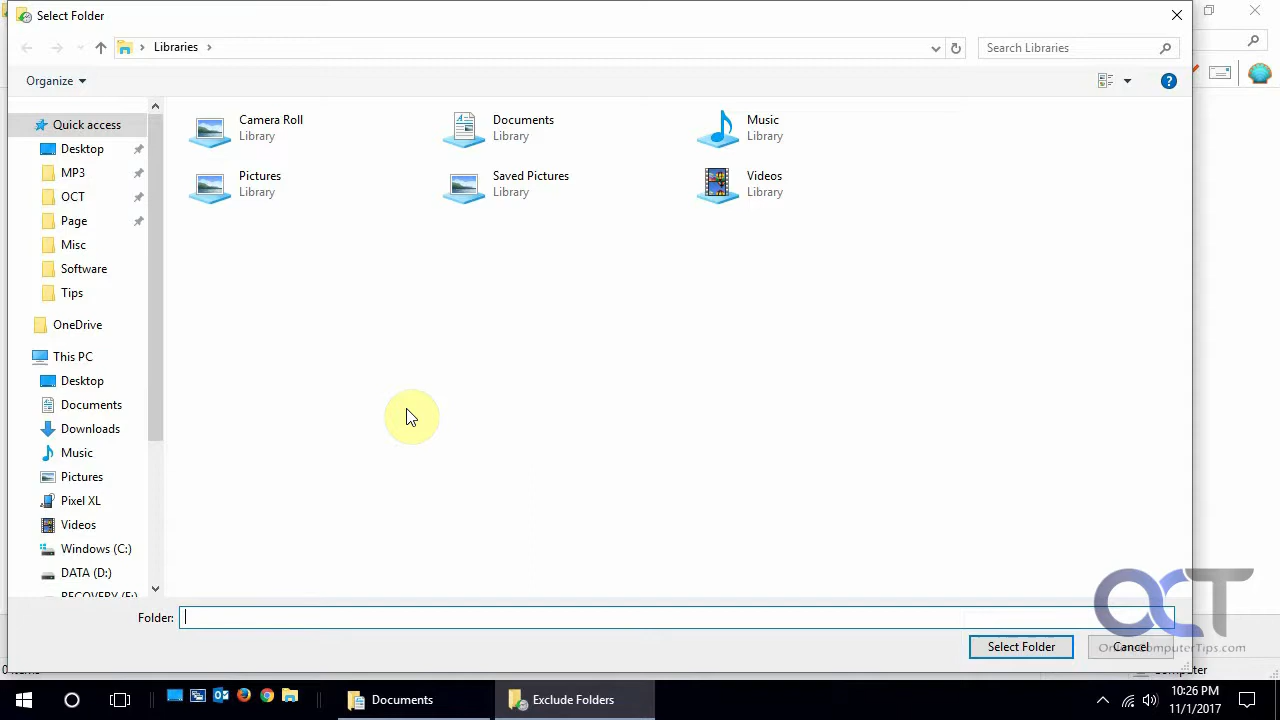 Select Folder
Libraries
Search Libraries
Organize
Quick access
Desktop
MP3
OCT
Page
Misc
Software
Tips
OneDrive
This PC
Desktop
Documents
Downloads
Music
Pictures
Pixel XL
Videos
Windows (C:)
DATA (D:)
Camera Roll
Library
Documents
Library
Music
Library
Pictures
Library
Saved Pictures
Library
Videos
Library
Folder:
Select Folder
Cancel
OCT
Computer
Documents
Exclude Folders
10:26 PM
11/1/2017